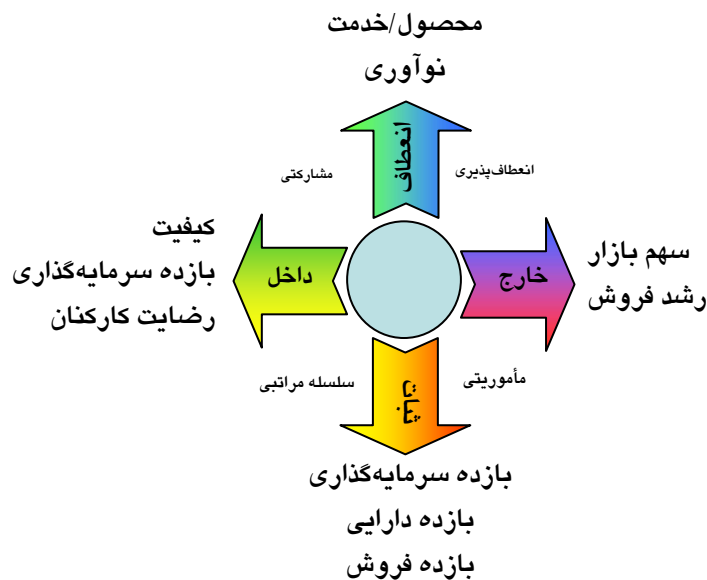 محصول/خدمت
نوآوری
انعطاف
انعطاف‌پذیری
مشارکتی
سهم بازار
رشد فروش
خارج
داخل
کیفیت
بازده سرمایه‌گذاری
رضایت کارکنان
مأموریتی
سلسله مراتبی
ثبات
بازده سرمایه‌گذاری
بازده دارایی
بازده فروش